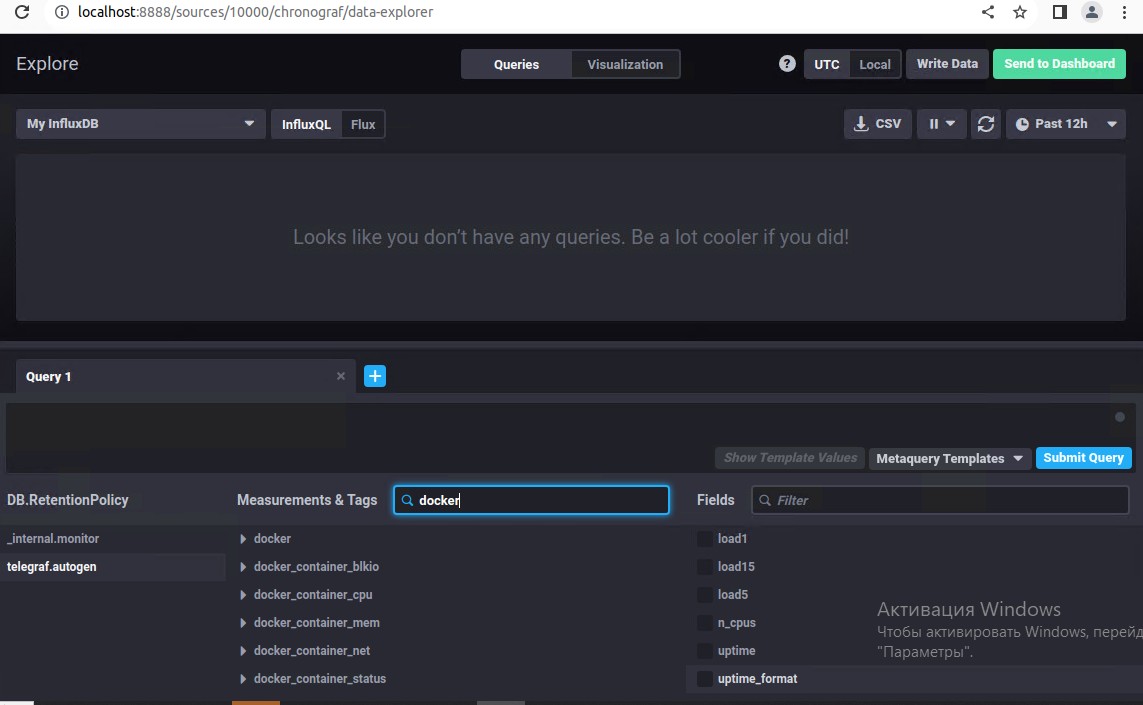 localhost:8888/sources/10000/chronograf/data-explorer
Explore
Queries
Visualization
?
UTC
Local
Write Data
Send to Dashboard
My InfluxDB
InfluxQL
Flux
CSV
Past 12h
Looks like you don't have any queries. Be a lot cooler if you did!
Query 1
Show Template Values
Metaquery Templates
Submit Query
DB.RetentionPolicy
Measurements & Tags
docker
Fields
Filter
_internal.monitor
telegraf.autogen
docker
docker_container_blkio
docker_container_cpu
docker_container_mem
docker_container_net
docker_container_status
load1
load15
load5
n_cpus
uptime
uptime_format
Активация Windows
Чтобы активировать Windows, перейд
"Параметры".